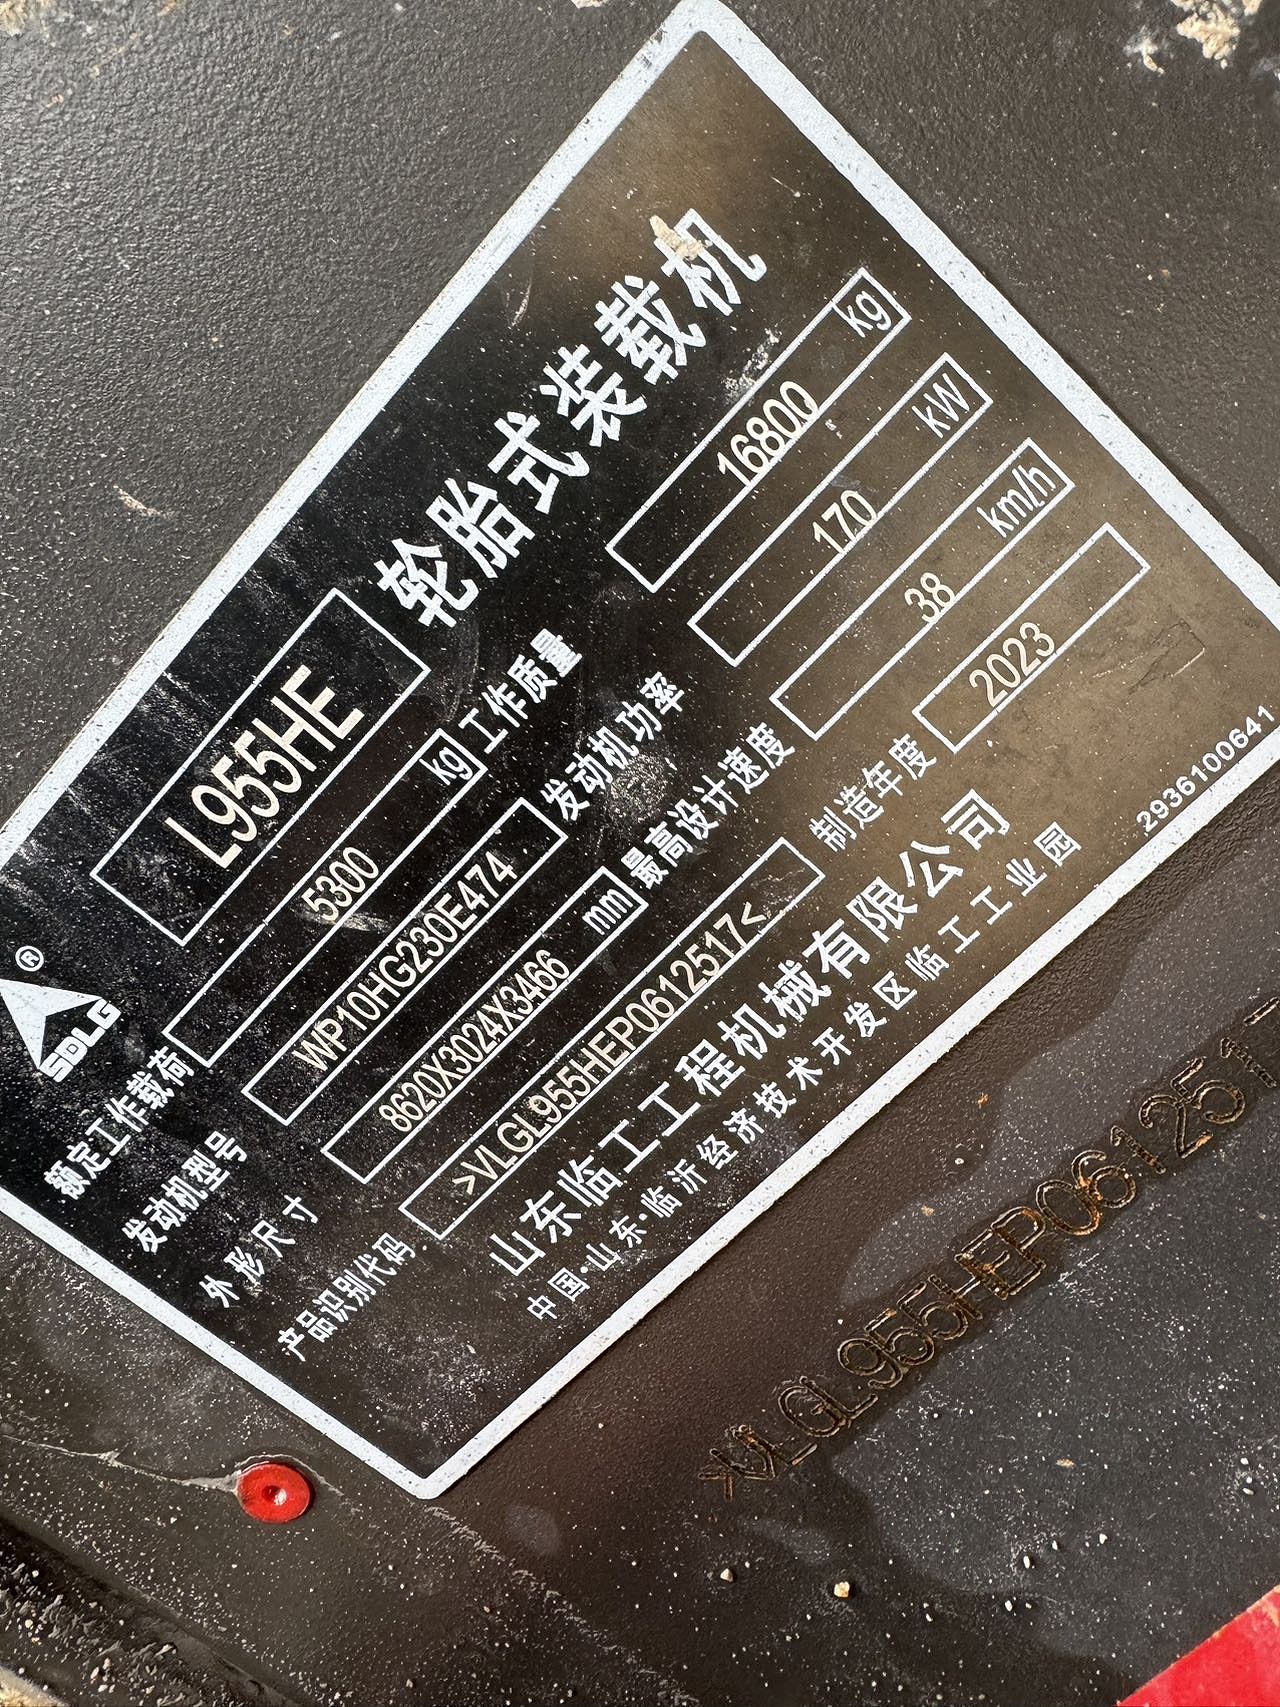 SDLG®
L955HE 轮胎式装载机
额定工作载荷 5300 kg 工作质量 16800 kg
发动机型号 WP10HG230E474 发动机功率 170 kW
外形尺寸 8620X3024X3466 mm 最高设计速度 38 km/h
产品识别代码 >VLGL955HEP0612517< 制造年度 2023
山东临工工程机械有限公司
中国·山东·临沂经济技术开发区临工工业园
2936100641
*VLGL955HEP061251